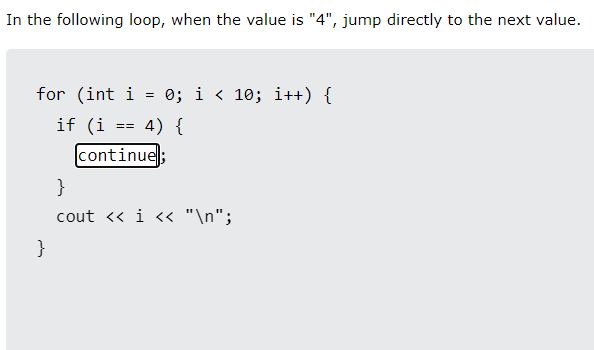 In the following loop, when the value is "4", jump directly to the next value.
for (int i = 0; i < 10; i++) {
if (i == 4) {
continue;
}
cout << i << "\n";
}